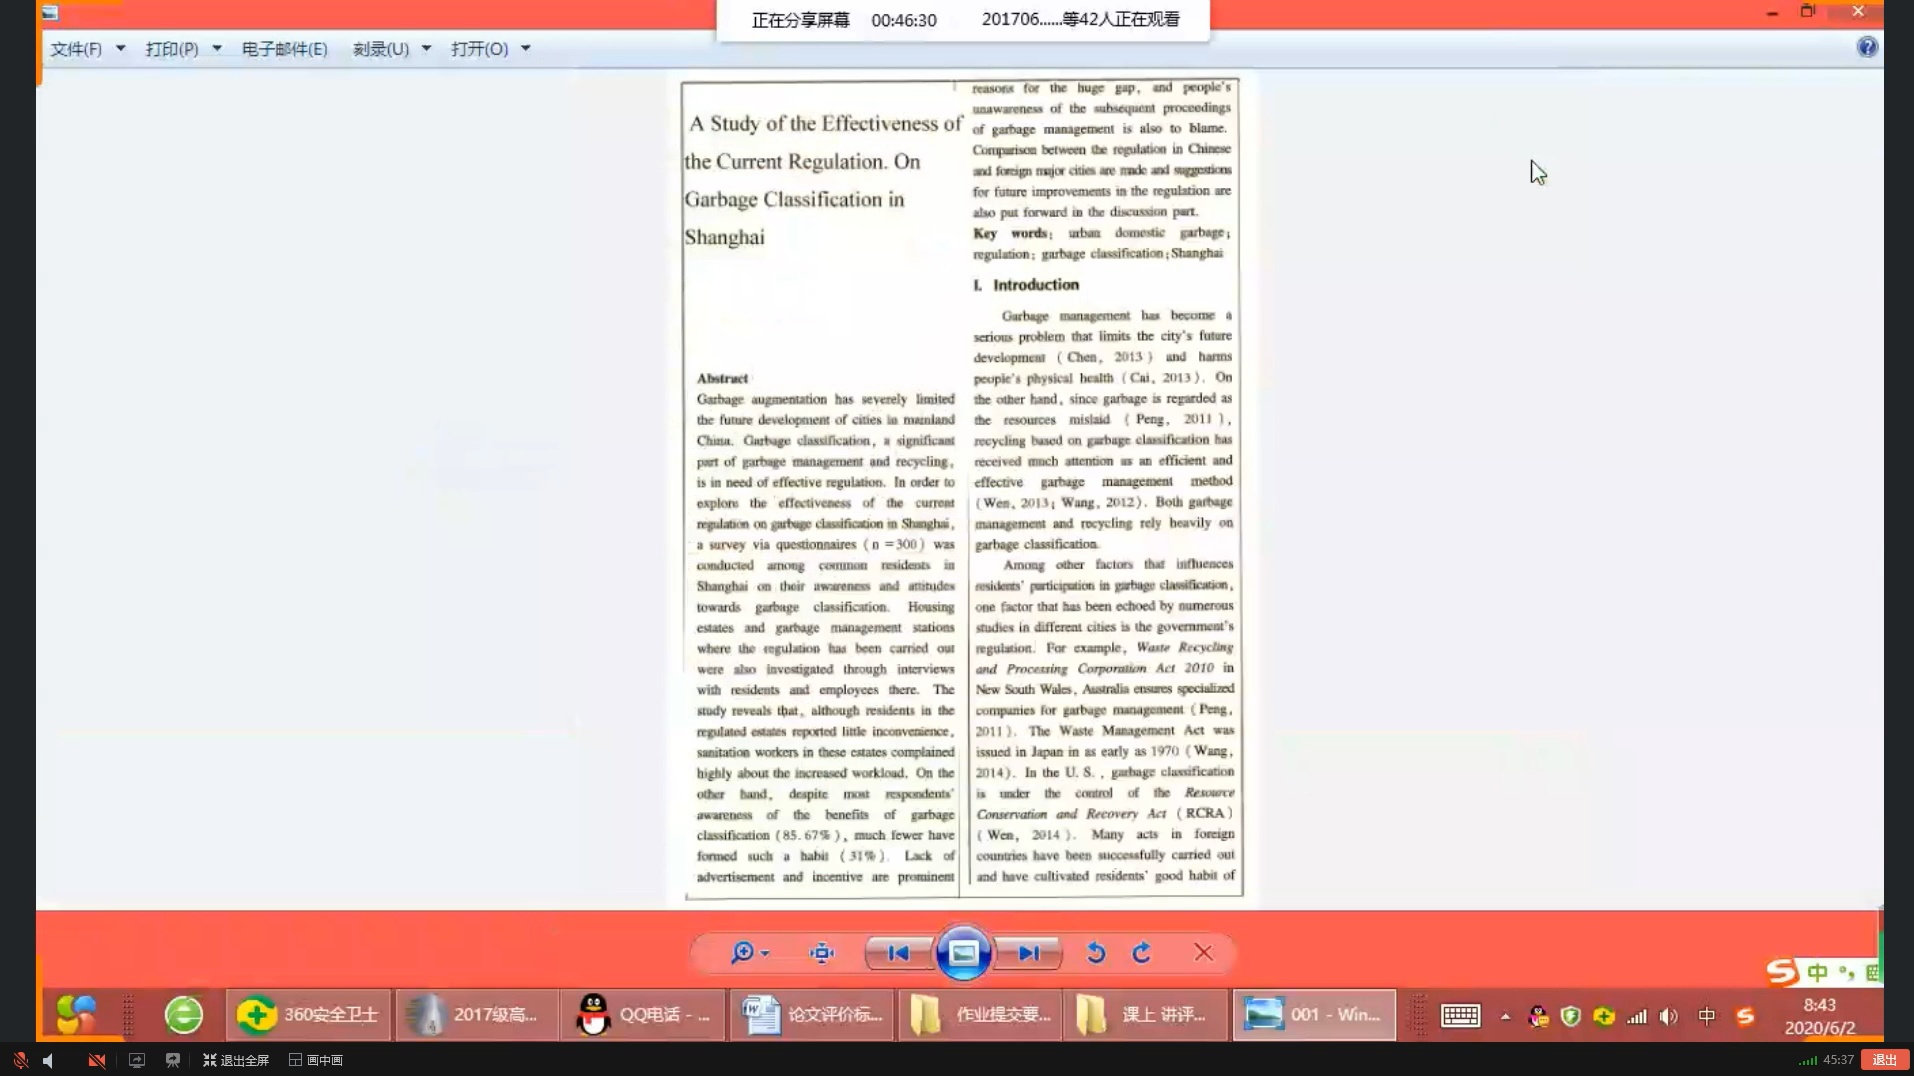 正在分享屏幕 00:46:30 201706......等42人正在观看
文件(F) 打印(P) 电子邮件(E) 刻录(U) 打开(O)
A Study of the Effectiveness of
the Current Regulation. On
Garbage Classification in
Shanghai
Abstract
Garbage augmentation has severely limited
the future development of cities in mainland
China. Garbage classification, a significant
part of garbage management and recycling,
is in need of effective regulation. In order to
explore the effectiveness of the current
regulation on garbage classification in Shanghai,
a survey via questionnaires (n =300) was
conducted among common residents in
Shanghai on their awareness and attitudes
towards garbage classification. Housing
estates and garbage management stations
where the regulation has been carried out
were also investigated through interviews
with residents and employees there. The
study reveals that, although residents in the
regulated estates reported little inconvenience,
sanitation workers in these estates complained
highly about the increased workload. On the
other hand, despite most respondents'
awareness of the benefits of garbage
classification (85.67%), much fewer have
formed such a habit (31%). Lack of
advertisement and incentive are prominent
reasons for the huge gap, and people's
unawareness of the subsequent proceedings
of garbage management is also to blame.
Comparison between the regulation in Chinese
and foreign major cities are made and suggestions
for future improvements in the regulation are
also put forward in the discussion part.
Key words: urban domestic garbage;
regulation; garbage classification; Shanghai
I. Introduction
Garbage management has become a
serious problem that limits the city's future
development (Chen, 2013) and harms
people's physical health (Cai, 2013). On
the other hand, since garbage is regarded as
the resources mislaid (Peng, 2011),
recycling based on garbage classification has
received much attention as an efficient and
effective garbage management method
(Wen, 2013; Wang, 2012). Both garbage
management and recycling rely heavily on
garbage classification.
Among other factors that influences
residents' participation in garbage classification,
one factor that has been echoed by numerous
studies in different cities is the government's
regulation. For example, Waste Recycling
and Processing Corporation Act 2010 in
New South Wales, Australia ensures specialized
companies for garbage management (Peng,
2011). The Waste Management Act was
issued in Japan in as early as 1970 (Wang,
2014). In the U.S., garbage classification
is under the control of the Resource
Conservation and Recovery Act (RCRA)
(Wen, 2014). Many acts in foreign
countries have been successfully carried out
and have cultivated residents' good habit of
中
360安全卫士 2017级高... QQ电话 - ... 论文评价标... 作业提交要... 课上 讲评... 001 - Win... 中 8:43
2020/6/2
退出全屏 画中画 45:37 退出